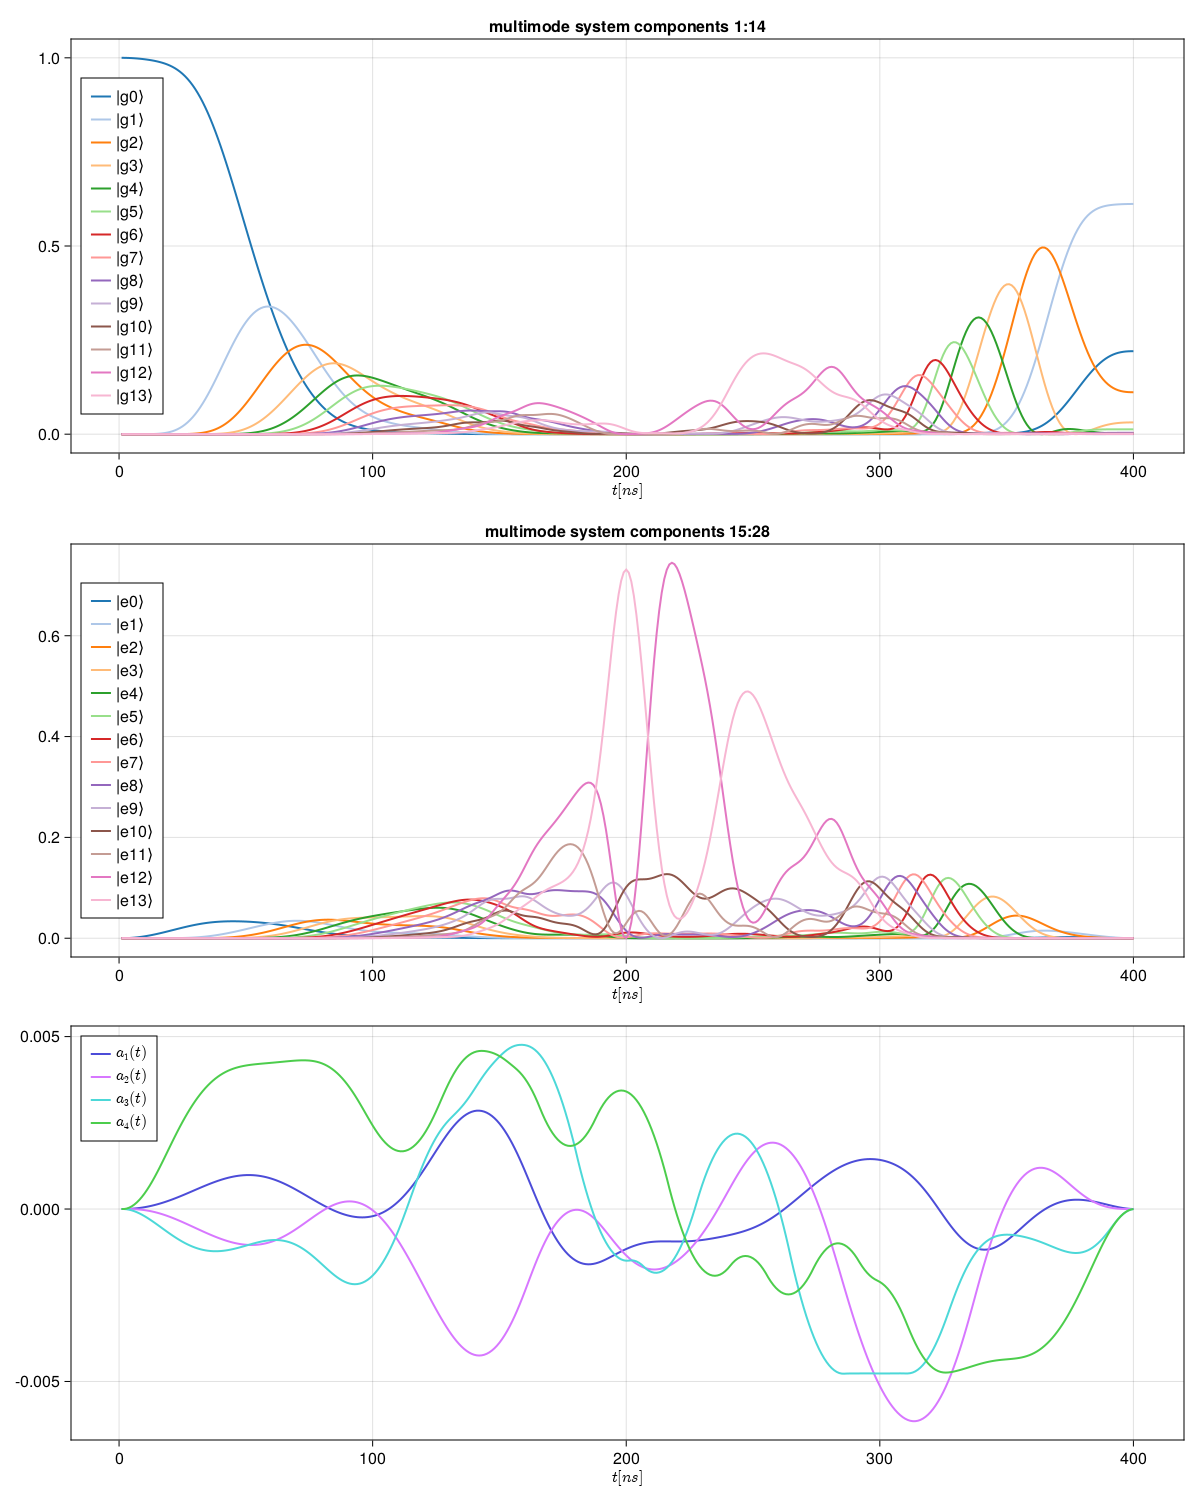 multimode system components 1:14
1.0
0.5
0.0
|g0⟩
|g1⟩
|g2⟩
|g3⟩
|g4⟩
|g5⟩
|g6⟩
|g7⟩
|g8⟩
|g9⟩
|g10⟩
|g11⟩
|g12⟩
|g13⟩
0 100 200 300 400
t[ns]
multimode system components 15:28
0.6
0.4
0.2
0.0
|e0⟩
|e1⟩
|e2⟩
|e3⟩
|e4⟩
|e5⟩
|e6⟩
|e7⟩
|e8⟩
|e9⟩
|e10⟩
|e11⟩
|e12⟩
|e13⟩
0 100 200 300 400
t[ns]
0.005
0.000
-0.005
a₁(t)
a₂(t)
a₃(t)
a₄(t)
0 100 200 300 400
t[ns]